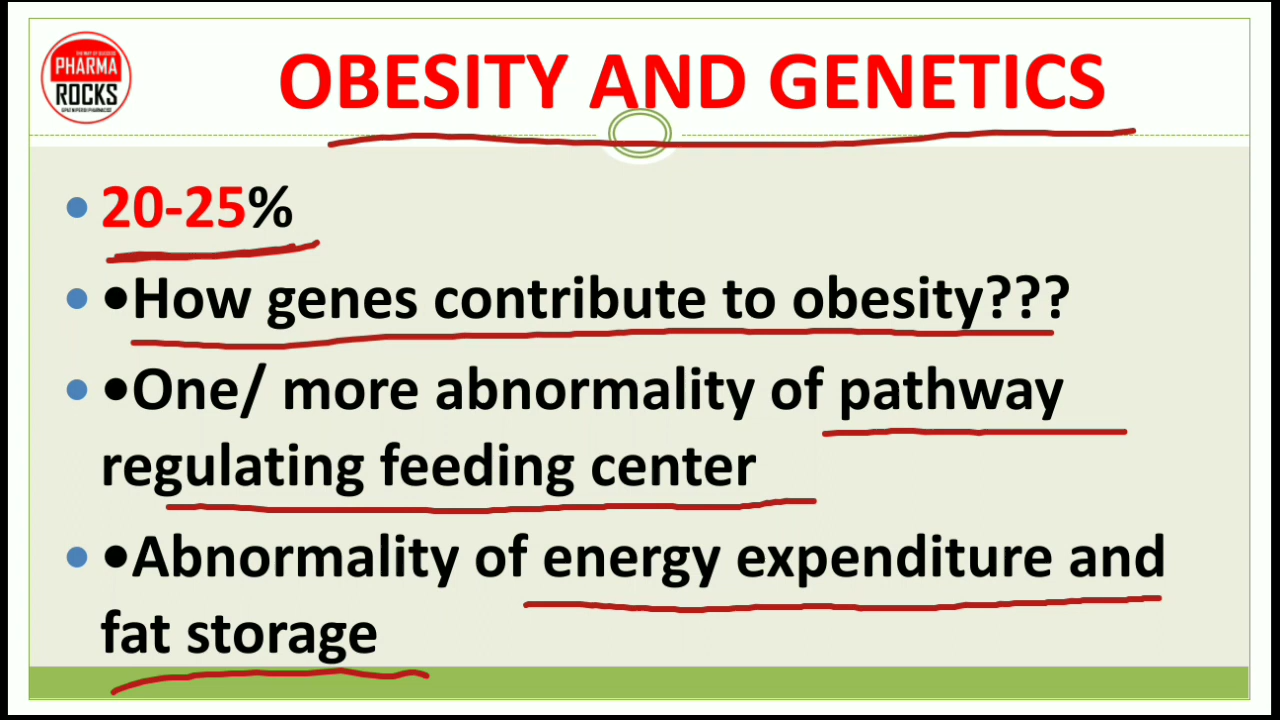 PHARMA
ROCKS
OBESITY AND GENETICS
• 20-25%
• •How genes contribute to obesity???
• •One/ more abnormality of pathway
regulating feeding center
• •Abnormality of energy expenditure and
fat storage